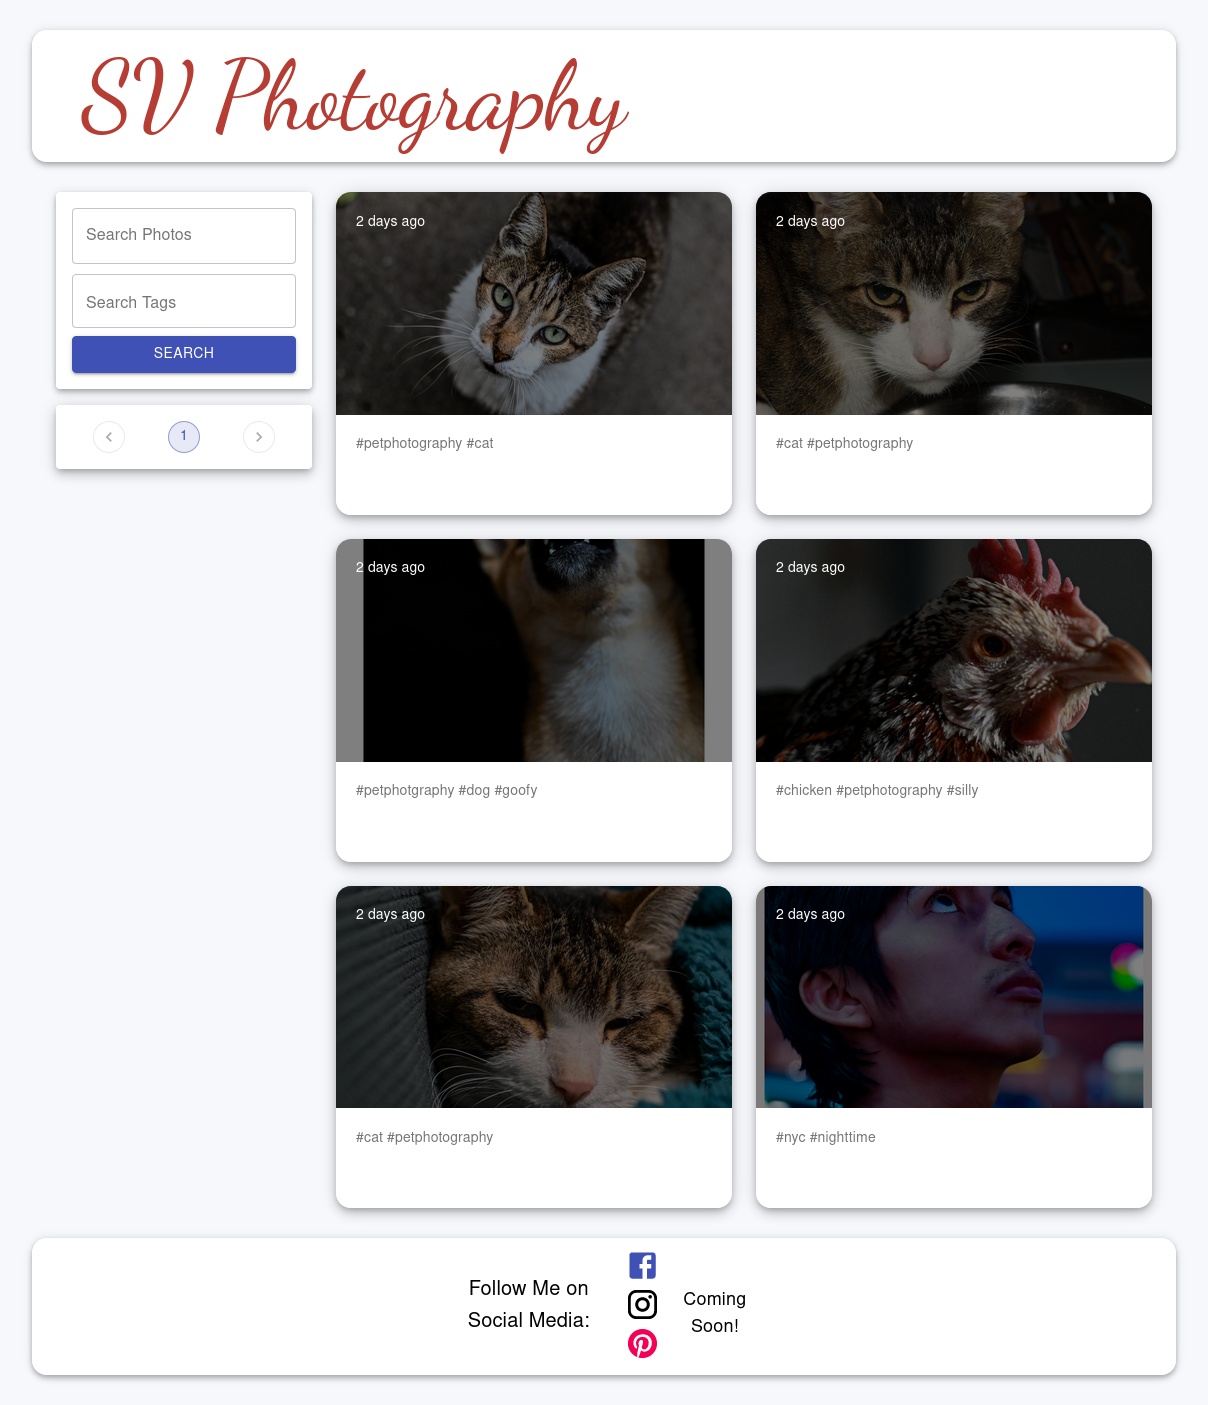 SV Photography
Search Photos
Search Tags
SEARCH
1
2 days ago
#petphotography #cat
2 days ago
#cat #petphotography
2 days ago
#petphotgraphy #dog #goofy
2 days ago
#chicken #petphotography #silly
2 days ago
#cat #petphotography
2 days ago
#nyc #nighttime
Follow Me on
Social Media:
Coming
Soon!